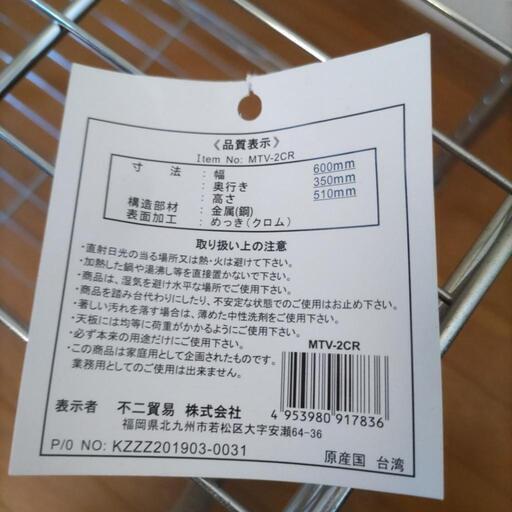 《品質表示》
Item No: MTV-2CR
寸 法 : 幅 600mm
: 奥行き 350mm
: 高さ 510mm
構造部材 : 金属(鋼)
表面加工 : めっき(クロム)
取り扱い上の注意
・直射日光の当る場所又は熱・火は避けて下さい。
・加熱した鍋や湯沸し等を直接置かないで下さい。
・商品は、湿気を避け水平な場所でご使用下さい。
・商品を踏み台代わりにしたり、不安定な状態でのご使用はお止め下さい。
・著しい汚れを落す場合は、薄めた中性洗剤をご使用下さい。
・天板には均等に荷重がかかるようにご使用下さい。
・必ず本来の用途だけにご使用下さい。
・この商品は家庭用として企画されたものです。
業務用としてのご使用は出来ません。
MTV-2CR
4 953980 917836
表示者 不二貿易 株式会社
福岡県北九州市若松区大字安瀬64-36
P/O NO: KZZZ201903-0031
原産国 台湾